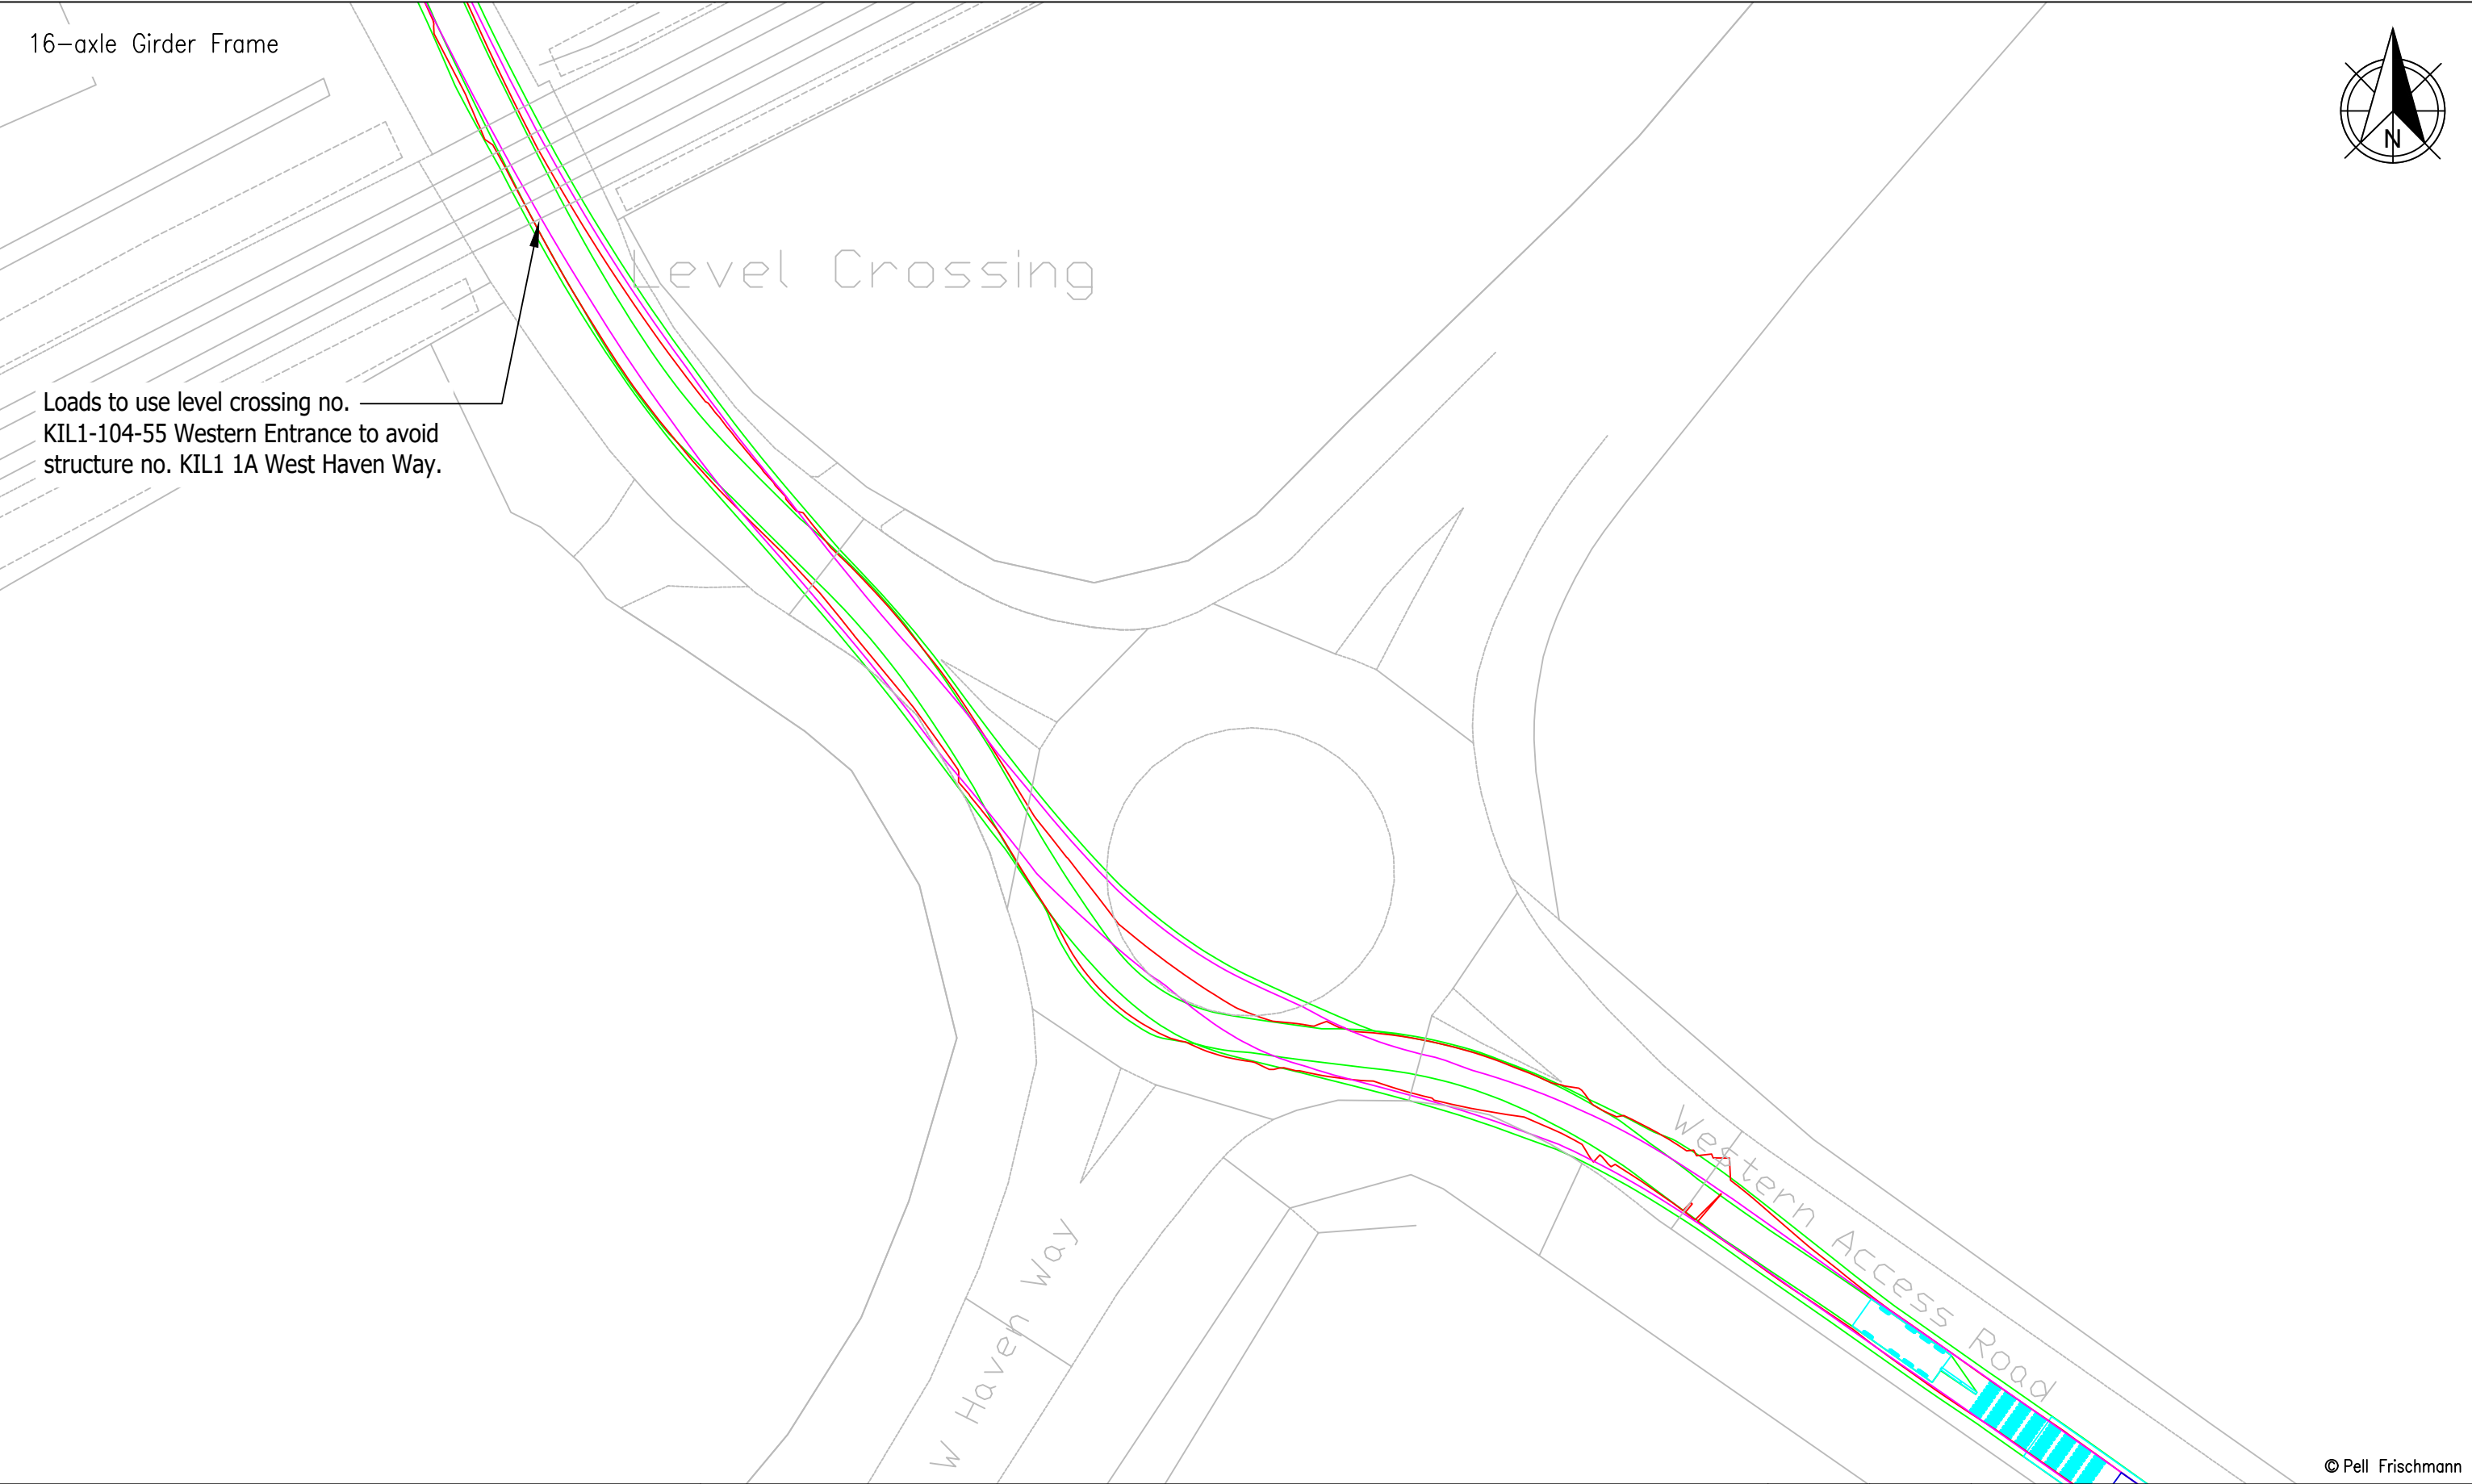 16-axle Girder Frame
N
Level Crossing
Loads to use level crossing no.
KIL1-104-55 Western Entrance to avoid
structure no. KIL1 1A West Haven Way.
Western Access Road
W Haven Way
© Pell Frischmann